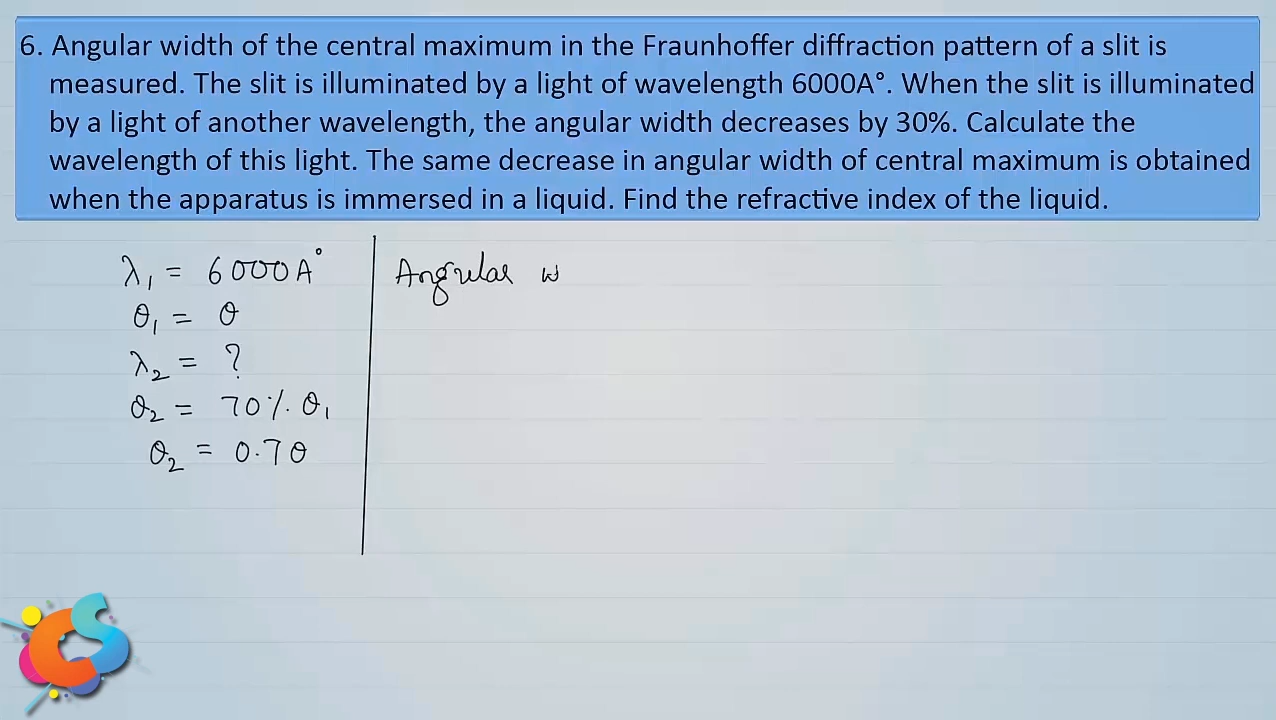 6. Angular width of the central maximum in the Fraunhoffer diffraction pattern of a slit is
measured. The slit is illuminated by a light of wavelength 6000A°. When the slit is illuminated
by a light of another wavelength, the angular width decreases by 30%. Calculate the
wavelength of this light. The same decrease in angular width of central maximum is obtained
when the apparatus is immersed in a liquid. Find the refractive index of the liquid.
λ₁ = 6000A°
θ₁ = θ
λ₂ = ?
θ₂ = 70% θ₁
θ₂ = 0.7θ
Angular w
CS